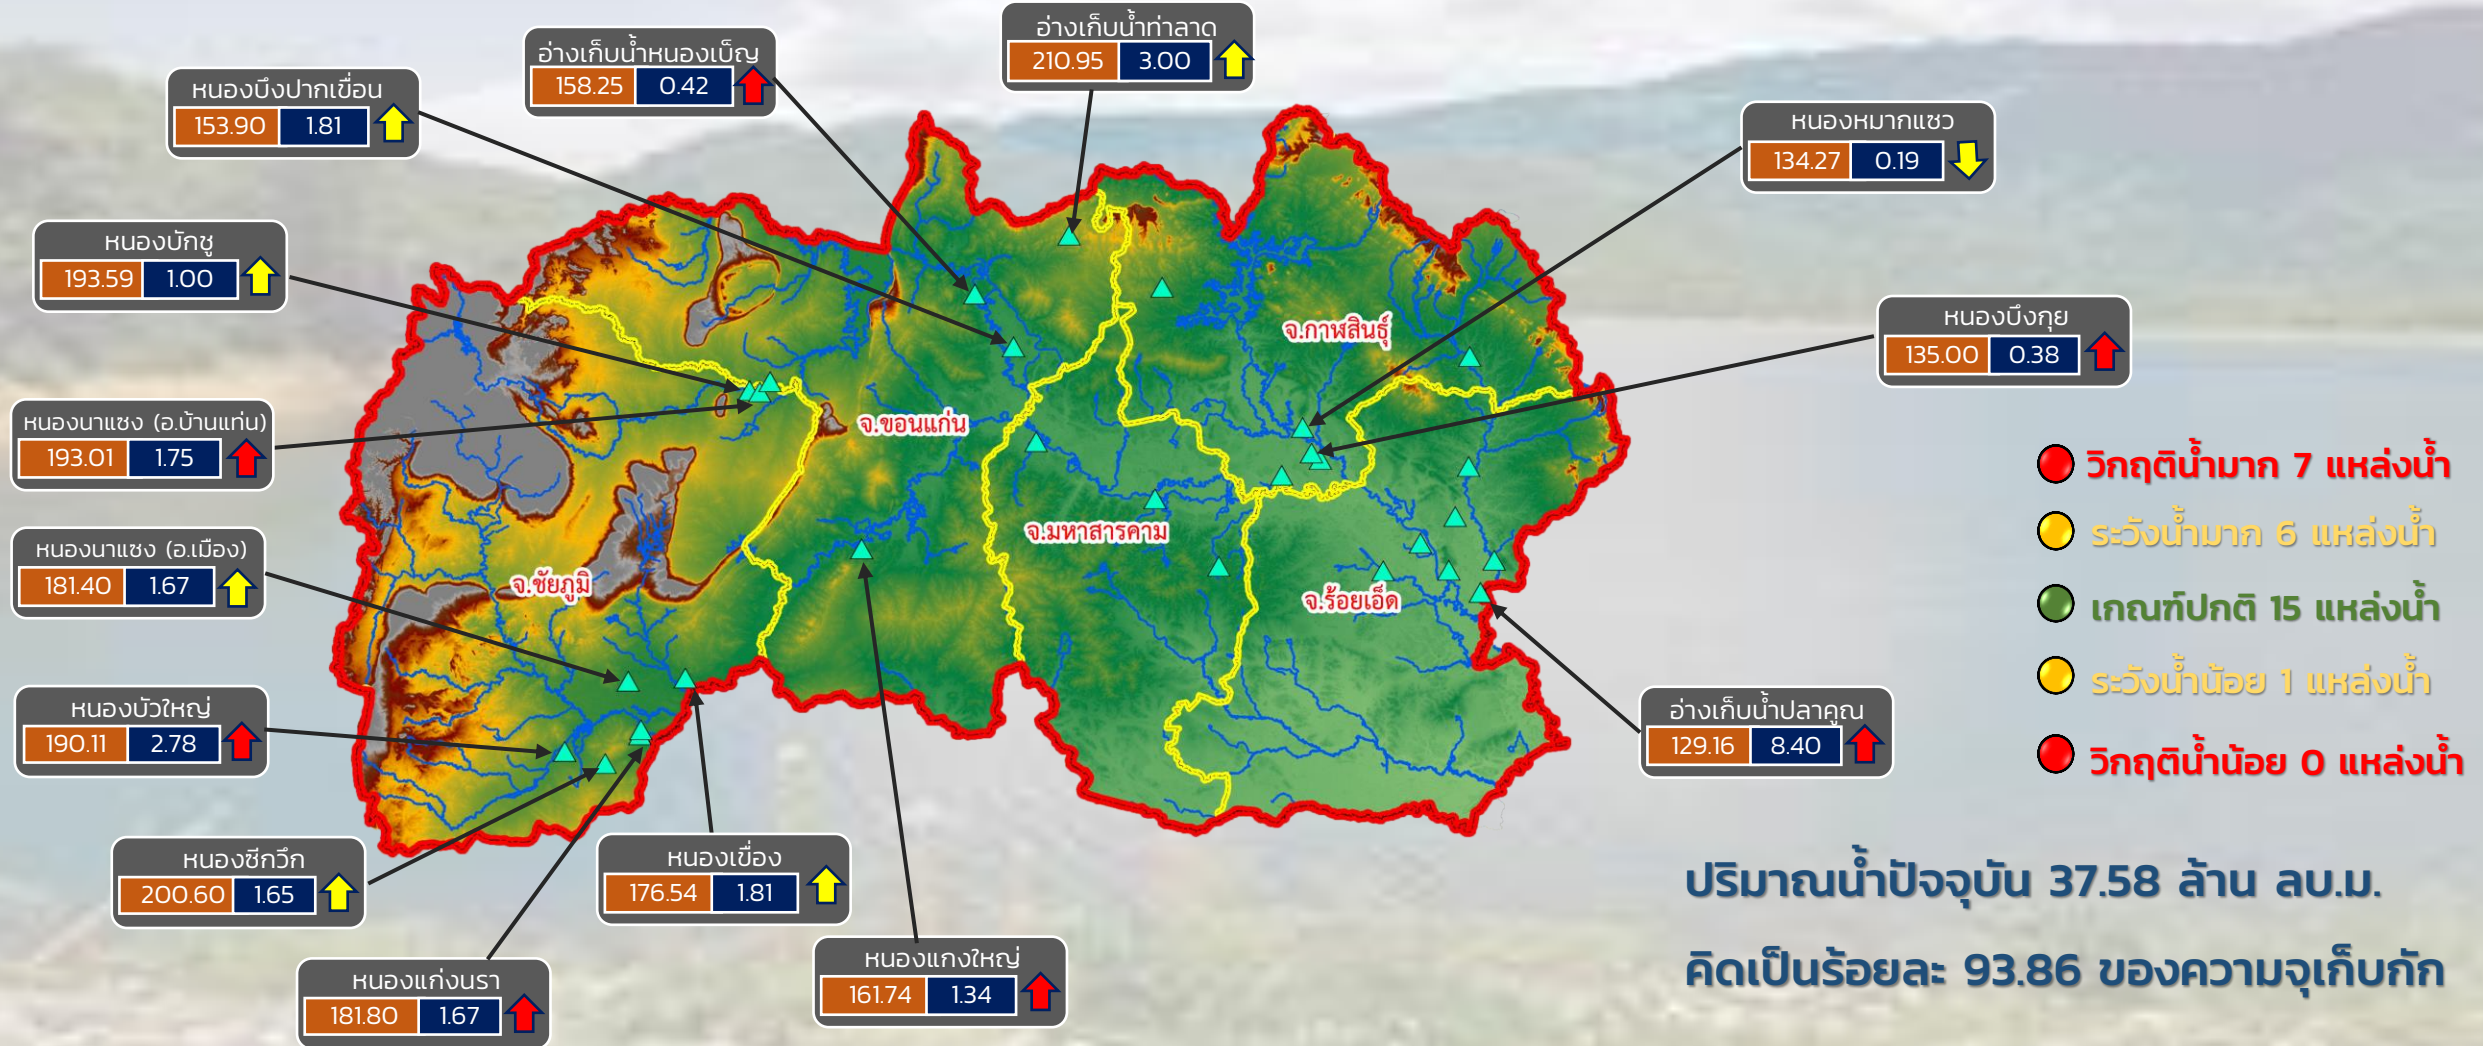 อ่างเก็บน้ำท่าลาด
210.95 3.00
อ่างเก็บน้ำหนองเบ็ญ
158.25 0.42
หนองบึงปากเขื่อน
153.90 1.81
หนองหมากแซว
134.27 0.19
หนองบักชู
193.59 1.00
หนองบึงกุย
135.00 0.38
จ.กาฬสินธุ์
หนองนาแซง (อ.บ้านแท่น)
193.01 1.75
จ.ขอนแก่น
วิกฤติน้ำมาก 7 แหล่งน้ำ
ระวังน้ำมาก 6 แหล่งน้ำ
จ.มหาสารคาม
หนองนาแซง (อ.เมือง)
181.40 1.67
จ.ชัยภูมิ
จ.ร้อยเอ็ด
เกณฑ์ปกติ 15 แหล่งน้ำ
ระวังน้ำน้อย 1 แหล่งน้ำ
หนองบัวใหญ่
190.11 2.78
อ่างเก็บน้ำปลาคูณ
129.16 8.40
วิกฤติน้ำน้อย 0 แหล่งน้ำ
หนองซีกวึก
200.60 1.65
หนองเขื่อง
176.54 1.81
ปริมาณน้ำปัจจุบัน 37.58 ล้าน ลบ.ม.
หนองแก่งนรา
181.80 1.67
หนองแกงใหญ่
161.74 1.34
คิดเป็นร้อยละ 93.86 ของความจุเก็บกัก